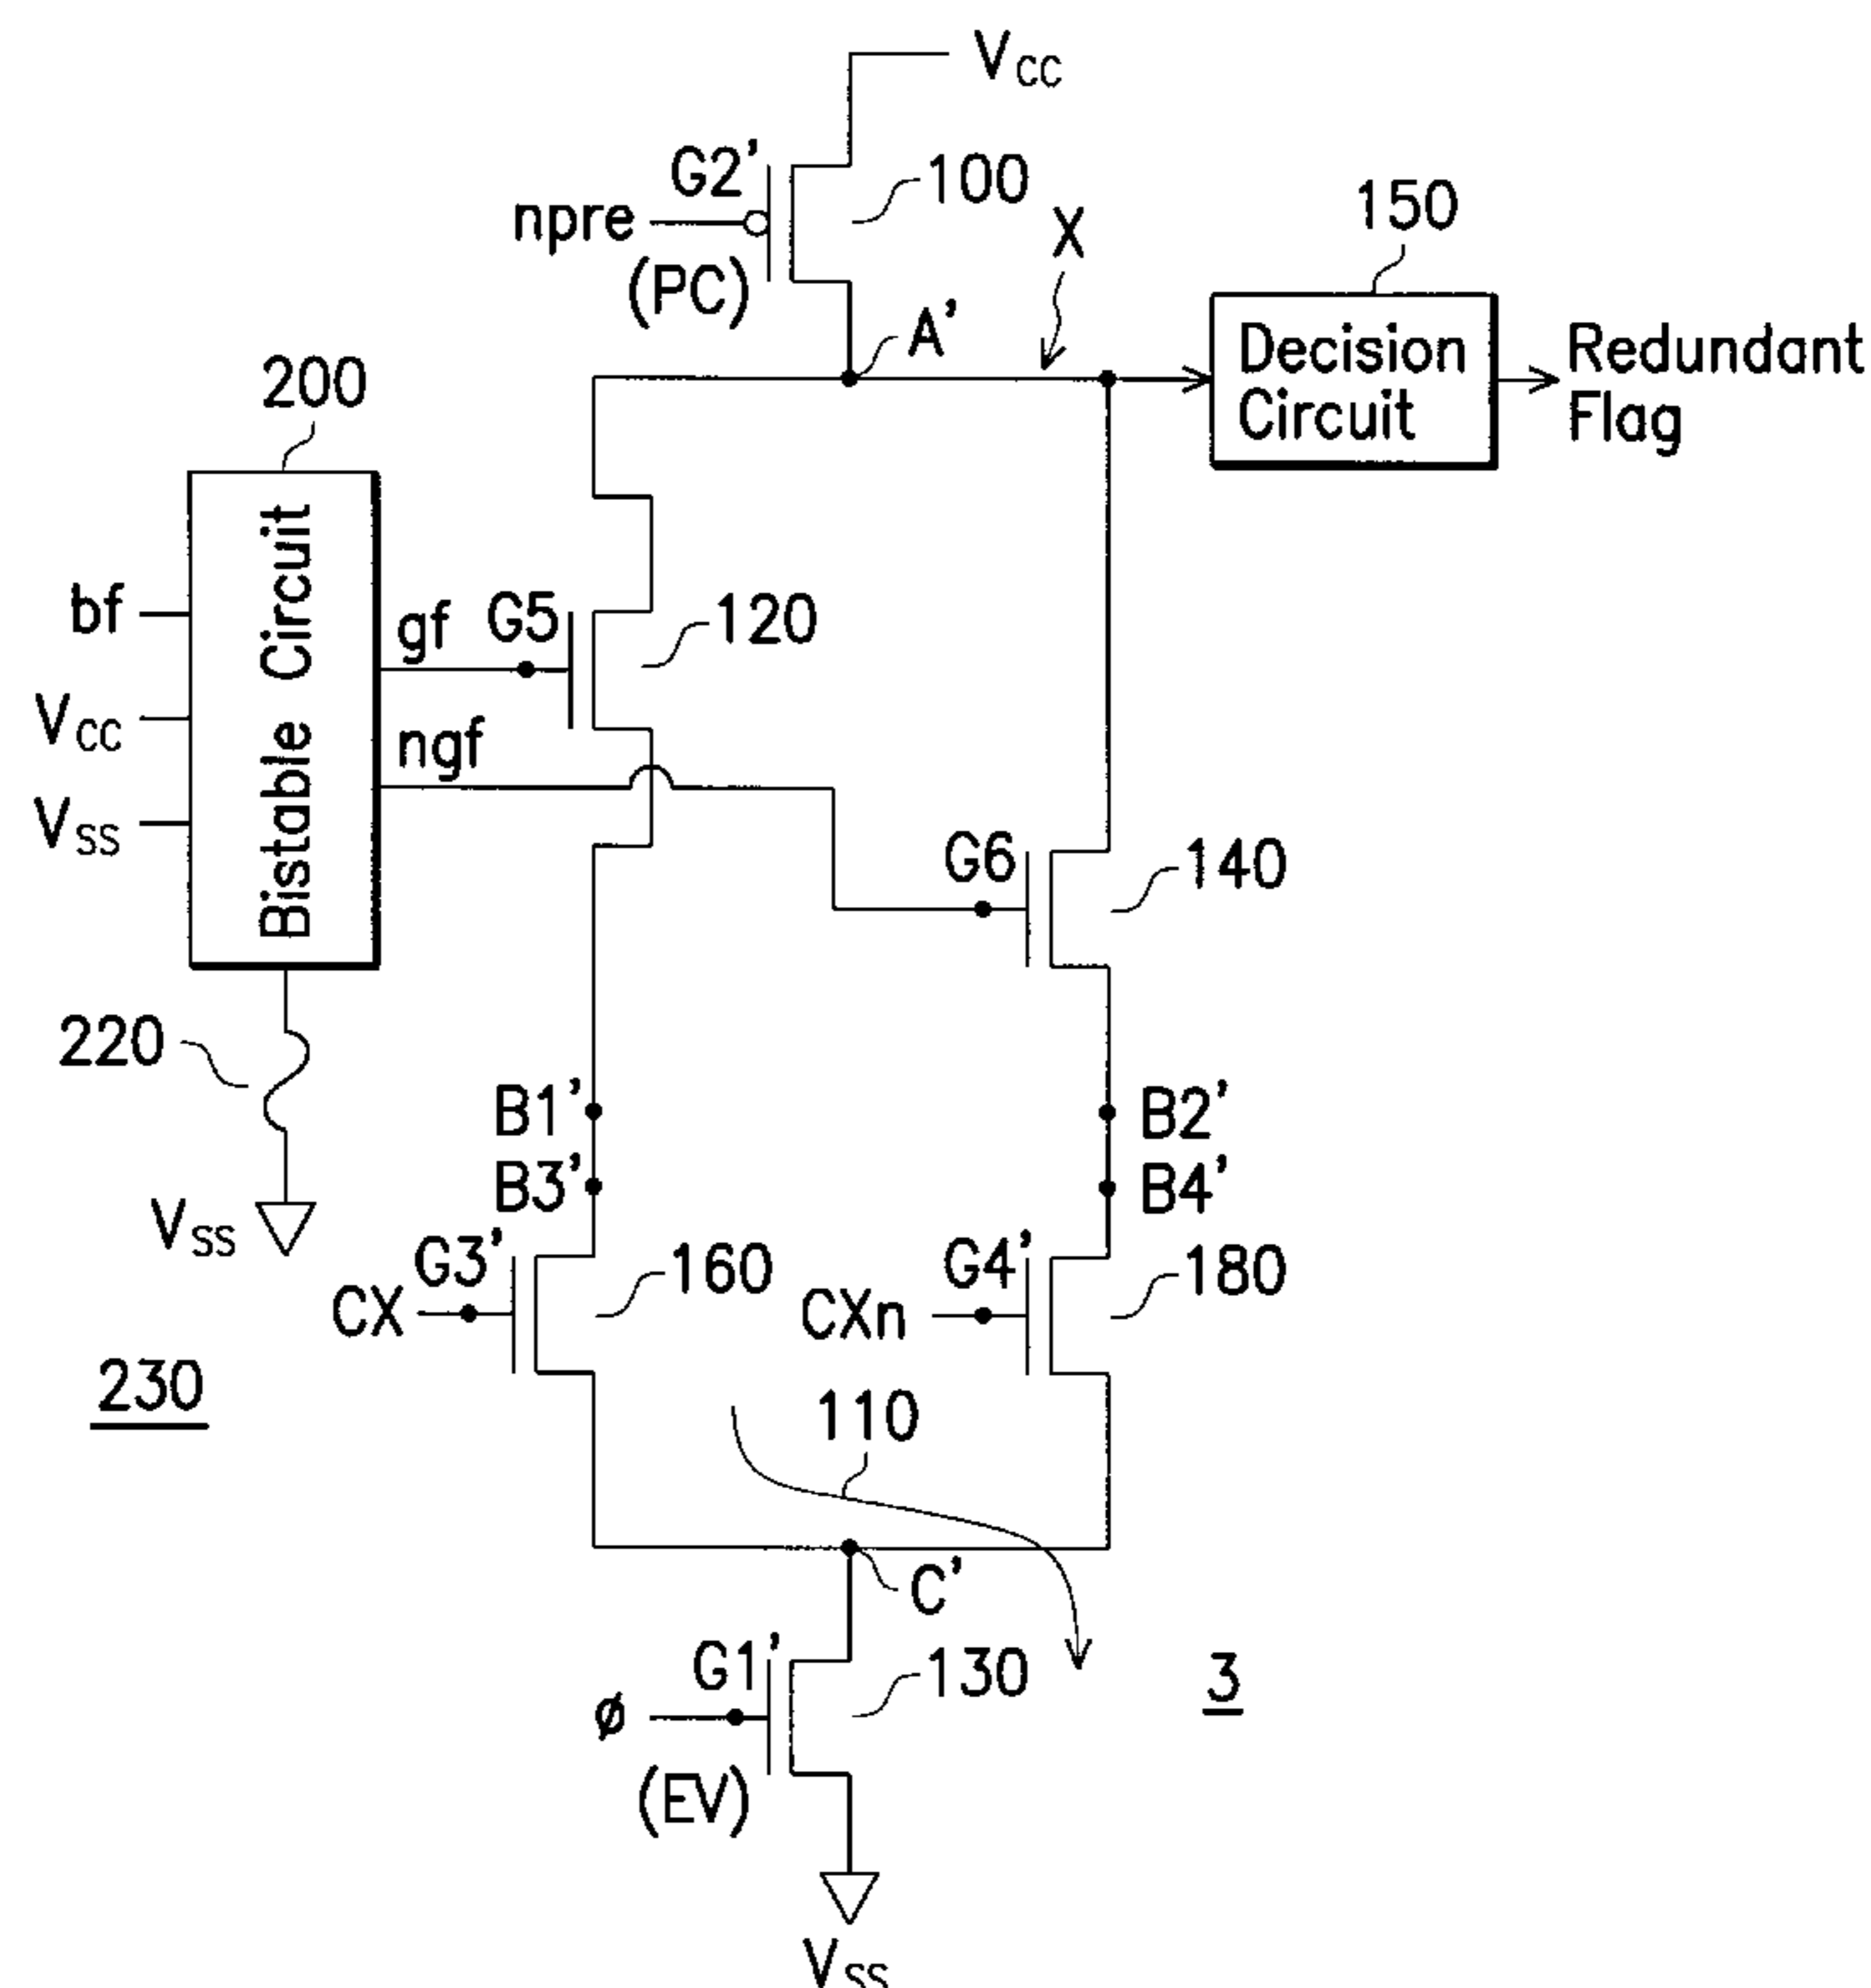 VCC
G2'
100
npre
(PC)
X
150
A'
Decision
Circuit
Redundant
Flag
200
Bistable Circuit
bf
VCC
VSS
gf
G5
120
ngf
G6
140
220
VSS
B1'
B2'
B3'
B4'
G3'
160
CX
G4'
180
CXn
230
110
C'
G1'
130
ø
(EV)
3
VSS